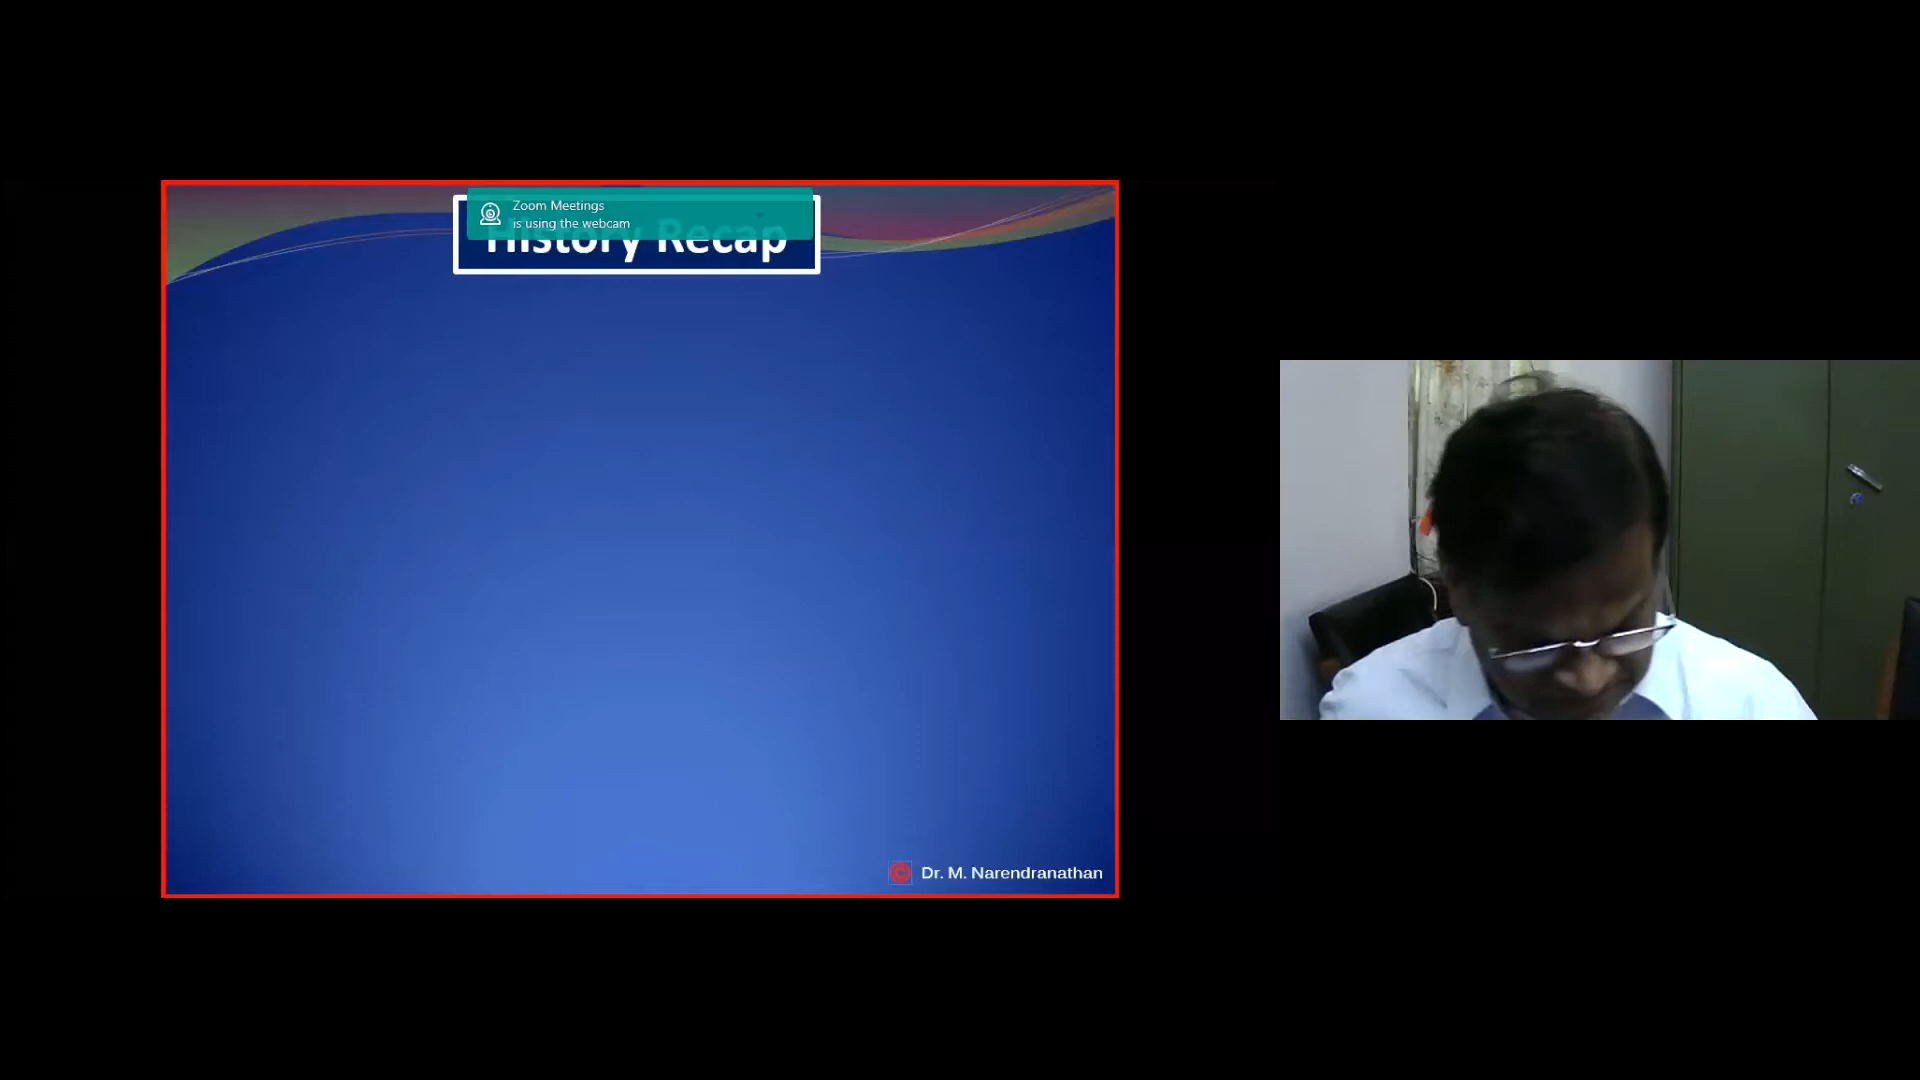 Zoom Meetings
is using the webcam
History Recap
© Dr. M. Narendranathan